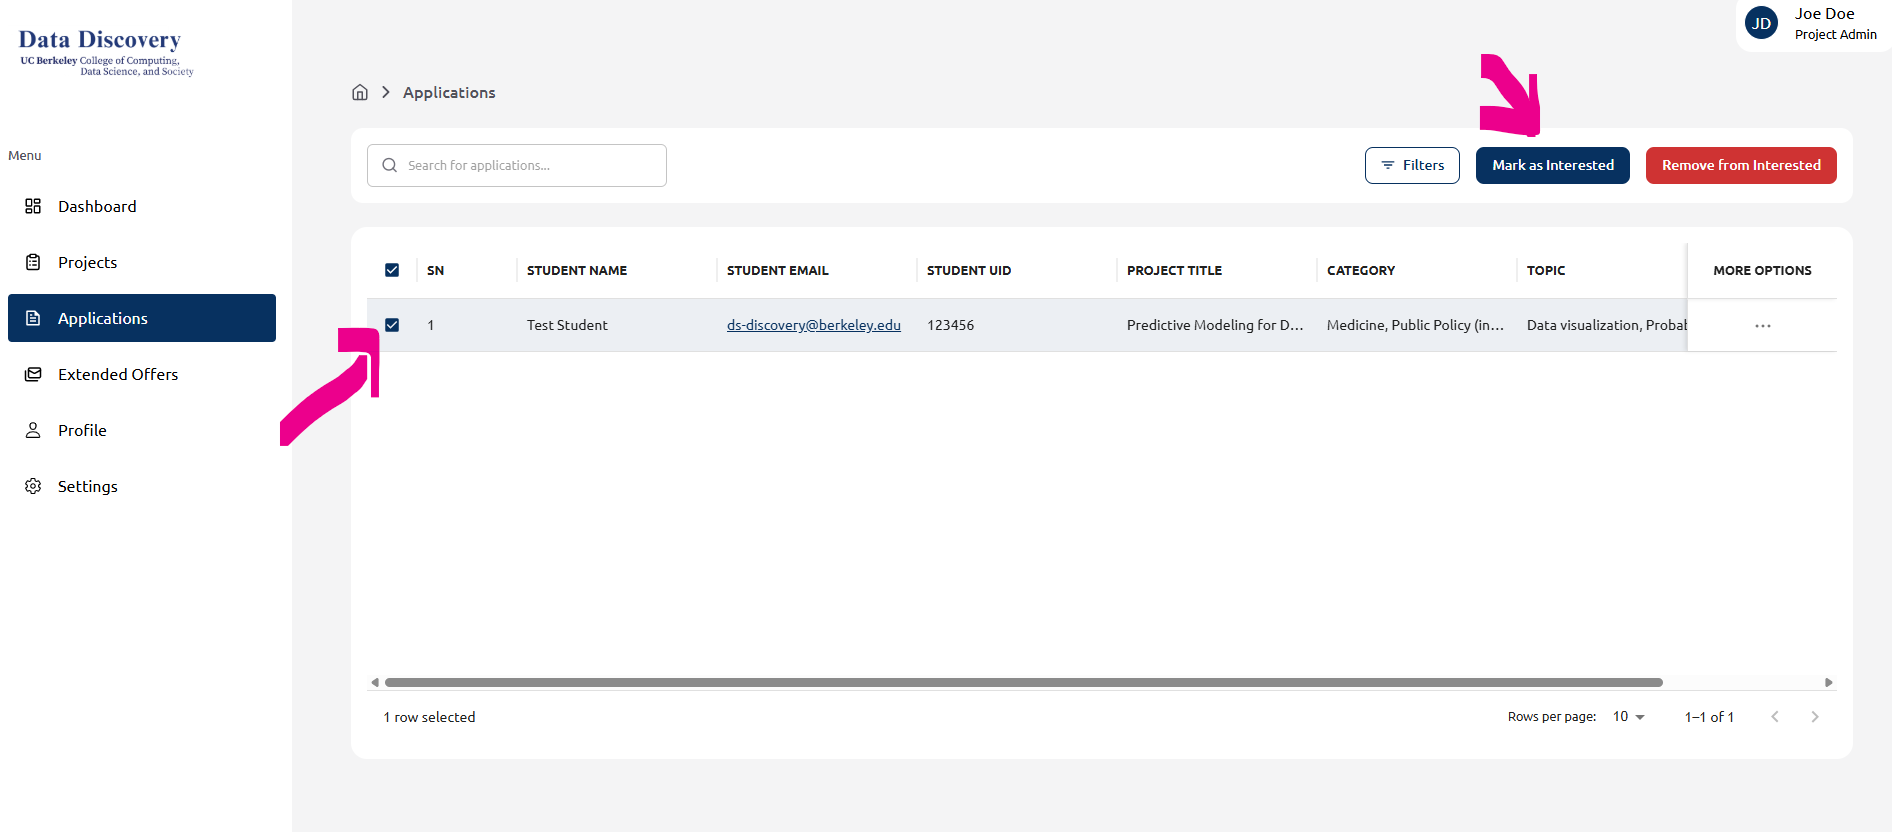 Data Discovery
UC Berkeley College of Computing,
Data Science, and Society
JD
Joe Doe
Project Admin
Applications
Menu
Dashboard
Projects
Applications
Extended Offers
Profile
Settings
Search for applications...
Filters
Mark as Interested
Remove from Interested
SN STUDENT NAME STUDENT EMAIL STUDENT UID PROJECT TITLE CATEGORY TOPIC MORE OPTIONS
1 Test Student ds-discovery@berkeley.edu 123456 Predictive Modeling for D... Medicine, Public Policy (in... Data visualization, Probal ...
1 row selected
Rows per page: 10 1–1 of 1